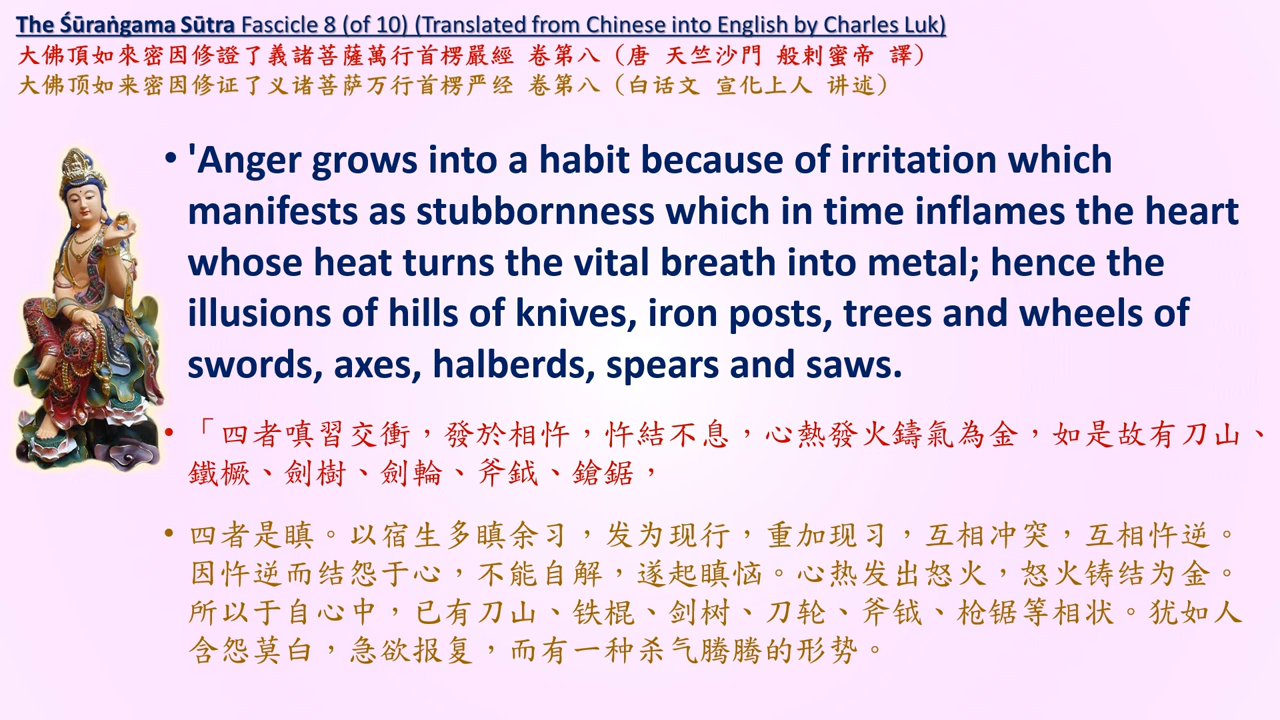 The Śūraṅgama Sūtra Fascicle 8 (of 10) (Translated from Chinese into English by Charles Luk)
大佛頂如來密因修證了義諸菩薩萬行首楞嚴經 卷第八（唐 天竺沙門 般剌蜜帝 譯）
大佛顶如来密因修证了义诸菩萨万行首楞严经 卷第八（白话文 宣化上人 讲述）
• 'Anger grows into a habit because of irritation which
manifests as stubbornness which in time inflames the heart
whose heat turns the vital breath into metal; hence the
illusions of hills of knives, iron posts, trees and wheels of
swords, axes, halberds, spears and saws.
• 「四者嗔習交衝，發於相忤，忤結不息，心熱發火鑄氣為金，如是故有刀山、
鐵橛、劍樹、劍輪、斧鉞、鎗鋸，
• 四者是瞋。以宿生多瞋余习，发为现行，重加现习，互相冲突，互相忤逆。
因忤逆而结怨于心，不能自解，遂起瞋恼。心热发出怒火，怒火铸结为金。
所以于自心中，已有刀山、铁棍、剑树、刀轮、斧钺、枪锯等相状。犹如人
含怨莫白，急欲报复，而有一种杀气腾腾的形势。